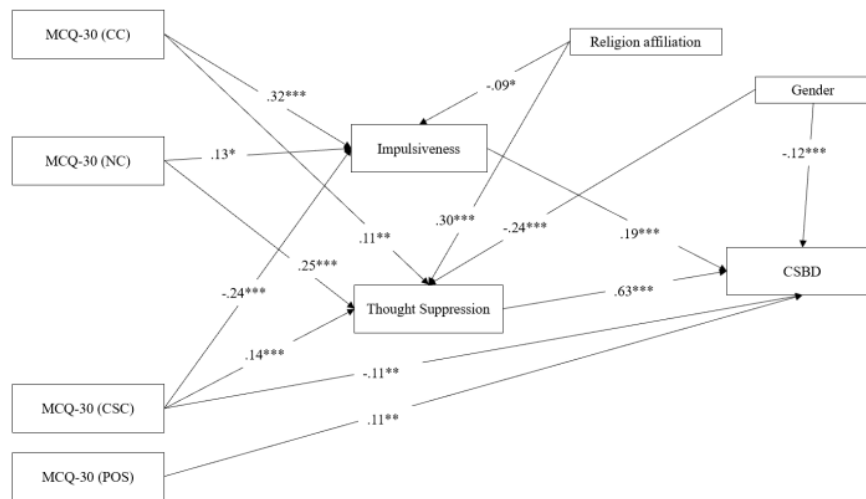 MCQ-30 (CC)
Religion affiliation
-.09*
Gender
.32***
Impulsiveness
MCQ-30 (NC)
.13*
-.12***
.30***
-.24***
.19***
.11**
.25***
CSBD
-.24***
Thought Suppression
.63***
.14***
-.11**
MCQ-30 (CSC)
.11**
MCQ-30 (POS)